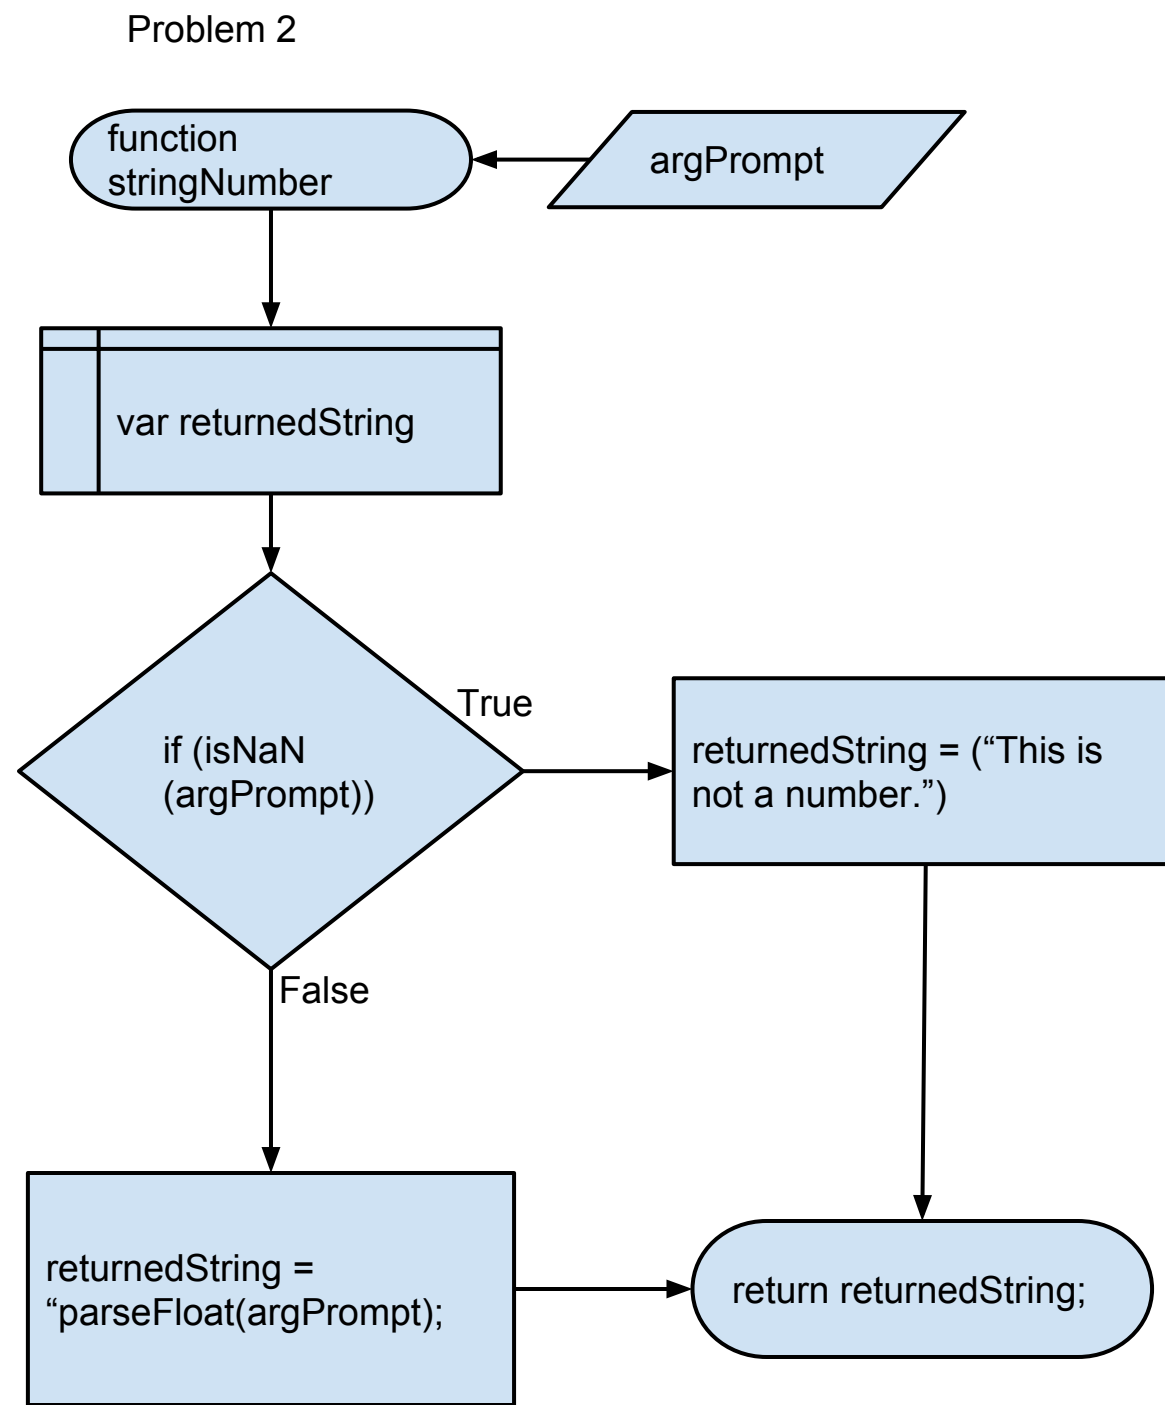 Problem 2
function
stringNumber
argPrompt
var returnedString
True
if (isNaN
(argPrompt))
returnedString = (“This is
not a number.”)
False
returnedString =
“parseFloat(argPrompt);
return returnedString;